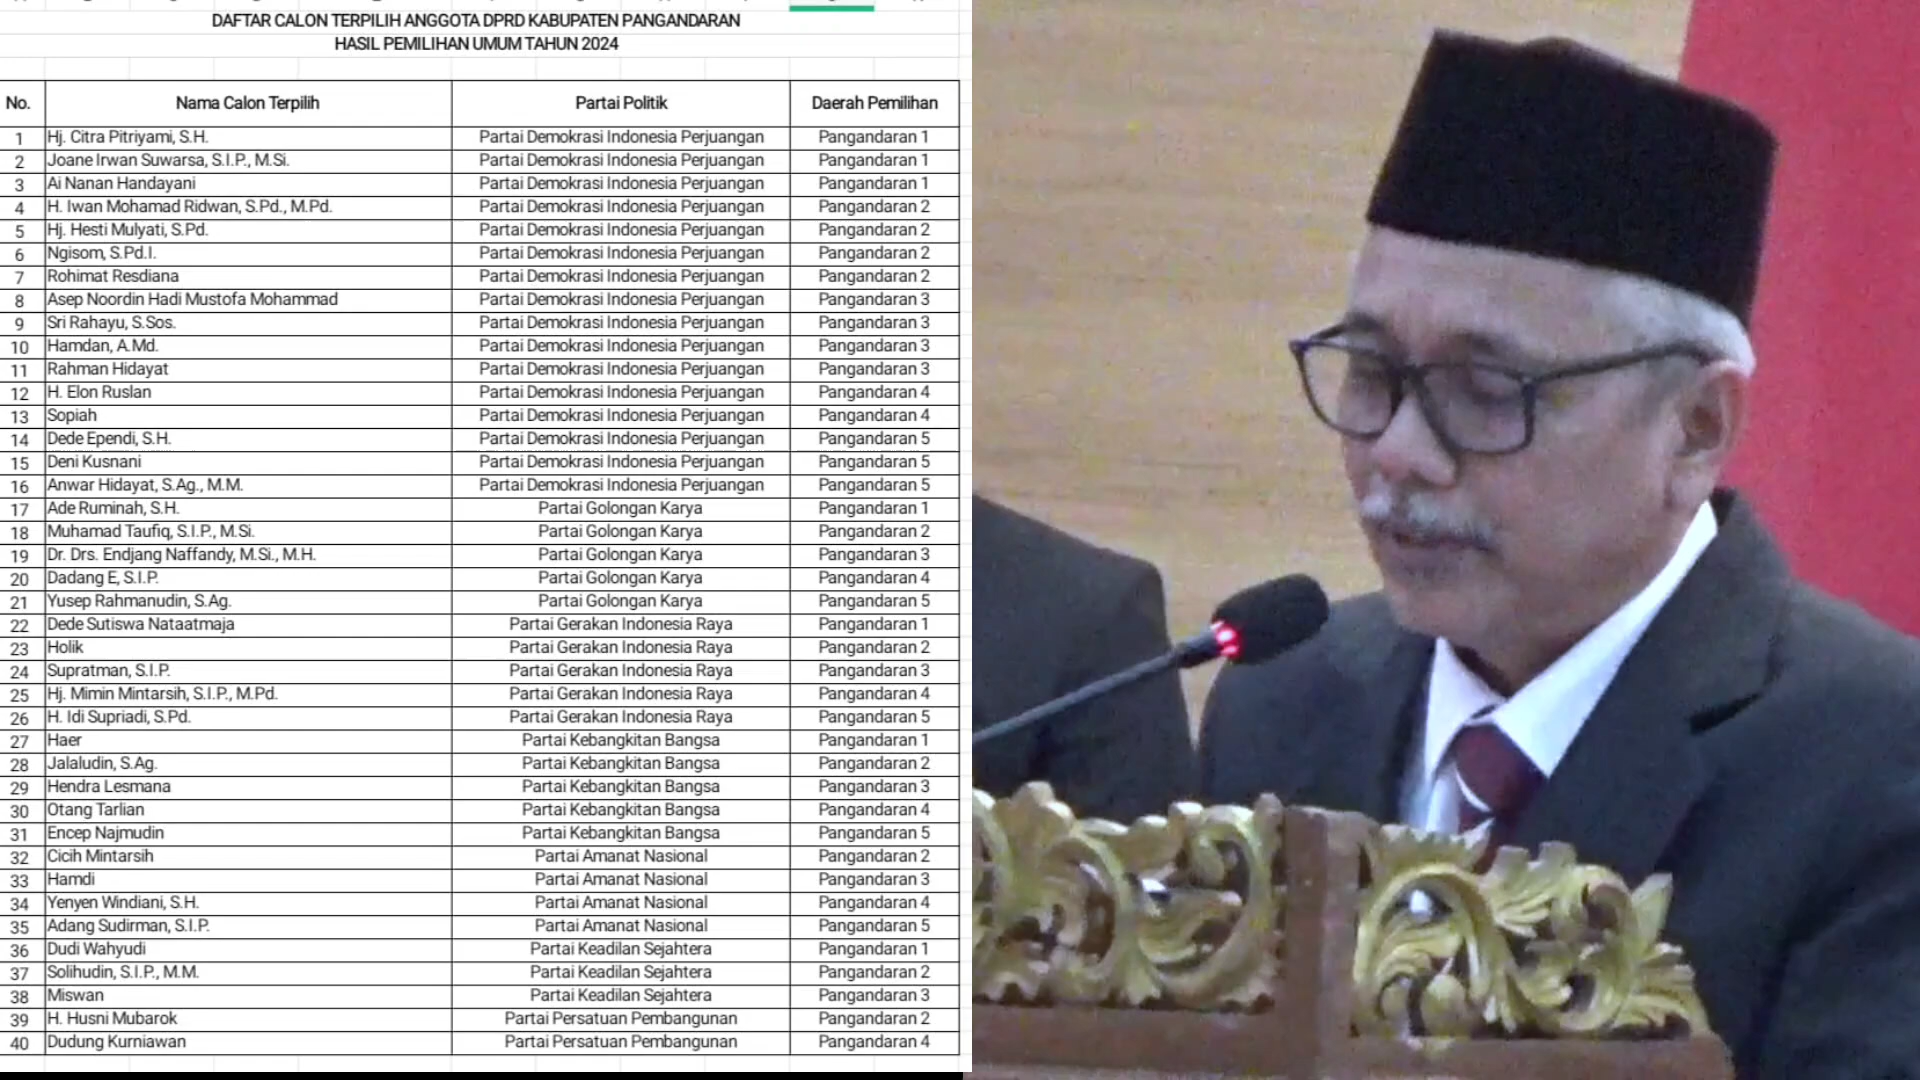 DAFTAR CALON TERPILIH ANGGOTA DPRD KABUPATEN PANGANDARAN
HASIL PEMILIHAN UMUM TAHUN 2024
No. Nama Calon Terpilih Partai Politik Daerah Pemilihan
1 Hj. Citra Pitriyami, S.H. Partai Demokrasi Indonesia Perjuangan Pangandaran 1
2 Joane Irwan Suwarsa, S.I.P., M.Si. Partai Demokrasi Indonesia Perjuangan Pangandaran 1
3 Ai Nanan Handayani Partai Demokrasi Indonesia Perjuangan Pangandaran 1
4 H. Iwan Mohamad Ridwan, S.Pd., M.Pd. Partai Demokrasi Indonesia Perjuangan Pangandaran 2
5 Hj. Hesti Mulyati, S.Pd. Partai Demokrasi Indonesia Perjuangan Pangandaran 2
6 Ngisom, S.Pd.I. Partai Demokrasi Indonesia Perjuangan Pangandaran 2
7 Rohimat Resdiana Partai Demokrasi Indonesia Perjuangan Pangandaran 2
8 Asep Noordin Hadi Mustofa Mohammad Partai Demokrasi Indonesia Perjuangan Pangandaran 3
9 Sri Rahayu, S.Sos. Partai Demokrasi Indonesia Perjuangan Pangandaran 3
10 Hamdan, A.Md. Partai Demokrasi Indonesia Perjuangan Pangandaran 3
11 Rahman Hidayat Partai Demokrasi Indonesia Perjuangan Pangandaran 3
12 H. Elon Ruslan Partai Demokrasi Indonesia Perjuangan Pangandaran 4
13 Sopiah Partai Demokrasi Indonesia Perjuangan Pangandaran 4
14 Dede Ependi, S.H. Partai Demokrasi Indonesia Perjuangan Pangandaran 5
15 Deni Kusnani Partai Demokrasi Indonesia Perjuangan Pangandaran 5
16 Anwar Hidayat, S.Ag., M.M. Partai Demokrasi Indonesia Perjuangan Pangandaran 5
17 Ade Ruminah, S.H. Partai Golongan Karya Pangandaran 1
18 Muhamad Taufiq, S.I.P., M.Si. Partai Golongan Karya Pangandaran 2
19 Dr. Drs. Endjang Naffandy, M.Si., M.H. Partai Golongan Karya Pangandaran 3
20 Dadang E, S.I.P. Partai Golongan Karya Pangandaran 4
21 Yusep Rahmanudin, S.Ag. Partai Golongan Karya Pangandaran 5
22 Dede Sutiswa Nataatmaja Partai Gerakan Indonesia Raya Pangandaran 1
23 Holik Partai Gerakan Indonesia Raya Pangandaran 2
24 Supratman, S.I.P. Partai Gerakan Indonesia Raya Pangandaran 3
25 Hj. Mimin Mintarsih, S.I.P., M.Pd. Partai Gerakan Indonesia Raya Pangandaran 4
26 H. Idi Supriadi, S.Pd. Partai Gerakan Indonesia Raya Pangandaran 5
27 Haer Partai Kebangkitan Bangsa Pangandaran 1
28 Jalaludin, S.Ag. Partai Kebangkitan Bangsa Pangandaran 2
29 Hendra Lesmana Partai Kebangkitan Bangsa Pangandaran 3
30 Otang Tarlian Partai Kebangkitan Bangsa Pangandaran 4
31 Encep Najmudin Partai Kebangkitan Bangsa Pangandaran 5
32 Cicih Mintarsih Partai Amanat Nasional Pangandaran 2
33 Hamdi Partai Amanat Nasional Pangandaran 3
34 Yenyen Windiani, S.H. Partai Amanat Nasional Pangandaran 4
35 Adang Sudirman, S.I.P. Partai Amanat Nasional Pangandaran 5
36 Dudi Wahyudi Partai Keadilan Sejahtera Pangandaran 1
37 Solihudin, S.I.P., M.M. Partai Keadilan Sejahtera Pangandaran 2
38 Miswan Partai Keadilan Sejahtera Pangandaran 3
39 H. Husni Mubarok Partai Persatuan Pembangunan Pangandaran 2
40 Dudung Kurniawan Partai Persatuan Pembangunan Pangandaran 4